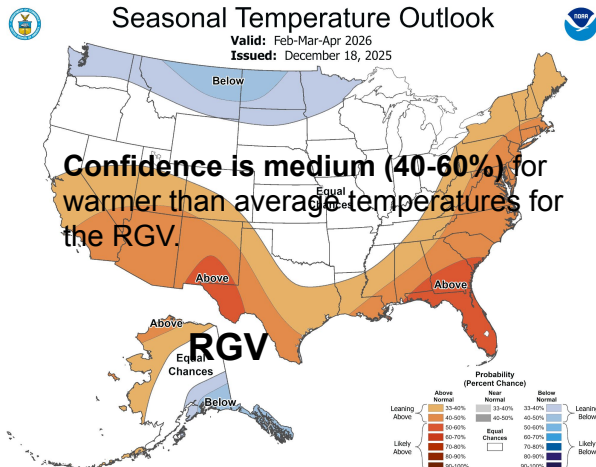 Seasonal Temperature Outlook
Valid: Feb-Mar-Apr 2026
Issued: December 18, 2025
NOAA
Below
Confidence is medium (40-60%) for
Equal
Chances
warmer than average temperatures for
the RGV.
Above
Above
Above
Equal
Chances
RGV
Below
Probability
(Percent Chance)
Above
Normal
Near
Normal
Below
Normal
Leaning
Above
33-40%
40-50%
50-60%
60-70%
70-80%
80-90%
90-100%
Likely
Above
33-40%
40-50%
Equal
Chances
33-40%
40-50%
50-60%
60-70%
70-80%
80-90%
90-100%
Leaning
Below
Likely
Below